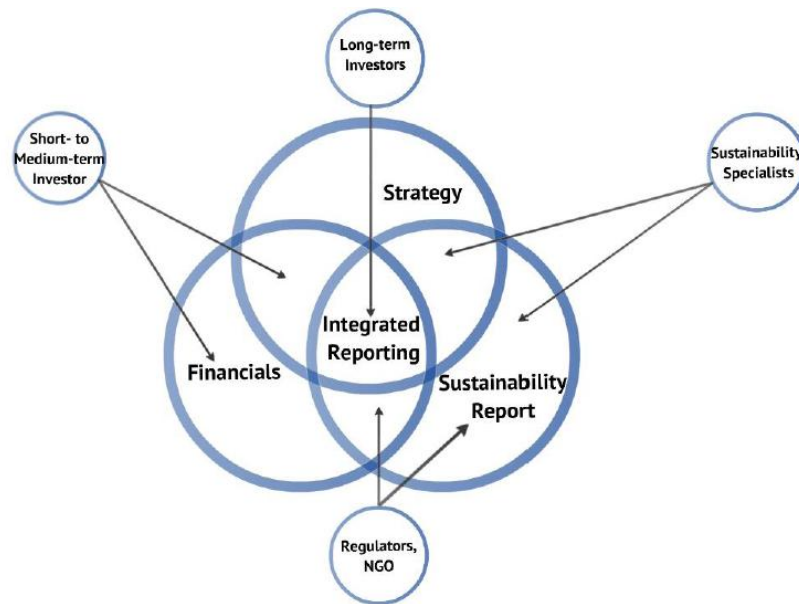 Long-term
Investors
Short- to
Medium-term
Investor
Sustainability
Specialists
Strategy
Integrated
Reporting
Financials
Sustainability
Report
Regulators,
NGO